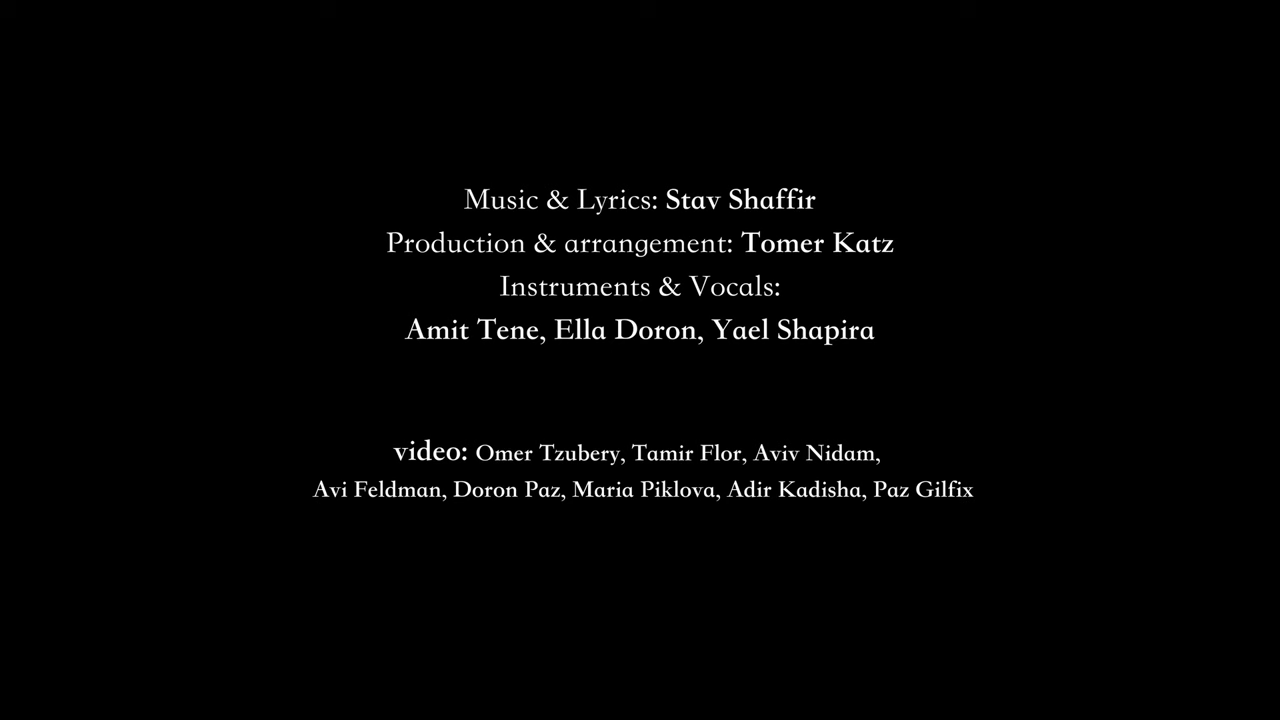 Music & Lyrics: Stav Shaffir
Production & arrangement: Tomer Katz
Instruments & Vocals:
Amit Tene, Ella Doron, Yael Shapira
video: Omer Tzubery, Tamir Flor, Aviv Nidam,
Avi Feldman, Doron Paz, Maria Piklova, Adir Kadisha, Paz Gilfix